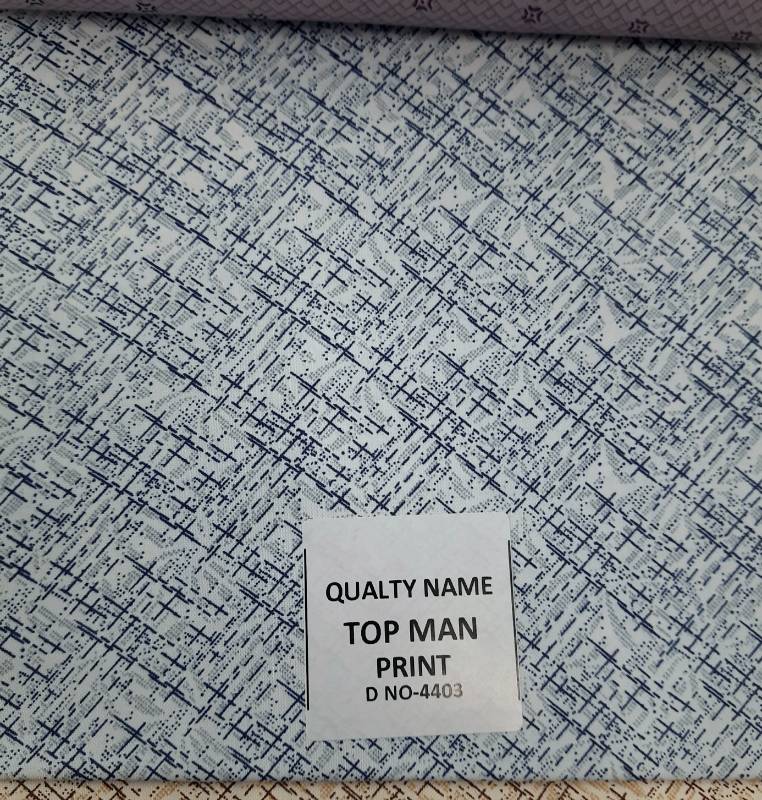 QUALTY NAME
TOP MAN
PRINT
D NO-4403